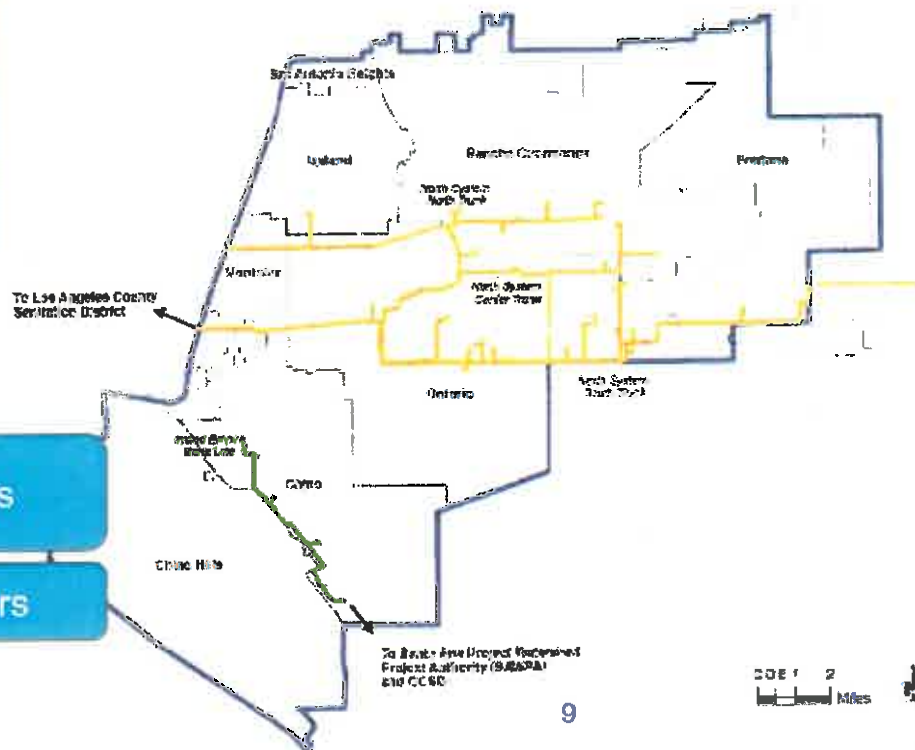 San Antonio Heights
Upland
Rancho Cucamonga
Fontana
North System
North Trunk
Montclair
North System
Center Trunk
To Los Angeles County
Sanitation District
Ontario
North System
South Trunk
Inland Empire
Brine Line
s
Chino
Chino Hills
rs
To Santa Ana Project Watershed
Project Authority (SAWPA)
and
2
Miles
9